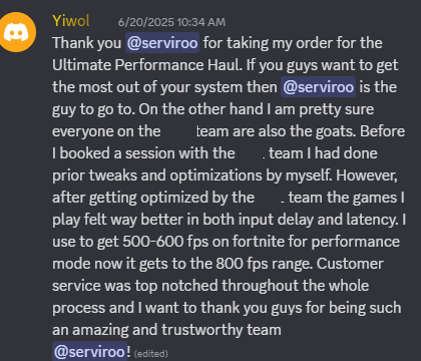 Yiwol 6/20/2025 10:34 AM
Thank you @serviroo for taking my order for the
Ultimate Performance Haul. If you guys want to get
the most out of your system then @serviroo is the
guy to go to. On the other hand I am pretty sure
everyone on the team are also the goats. Before
I booked a session with the . team I had done
prior tweaks and optimizations by myself. However,
after getting optimized by the . team the games I
play felt way better in both input delay and latency. I
use to get 500-600 fps on fortnite for performance
mode now it gets to the 800 fps range. Customer
service was top notched throughout the whole
process and I want to thank you guys for being such
an amazing and trustworthy team
@serviroo! (edited)